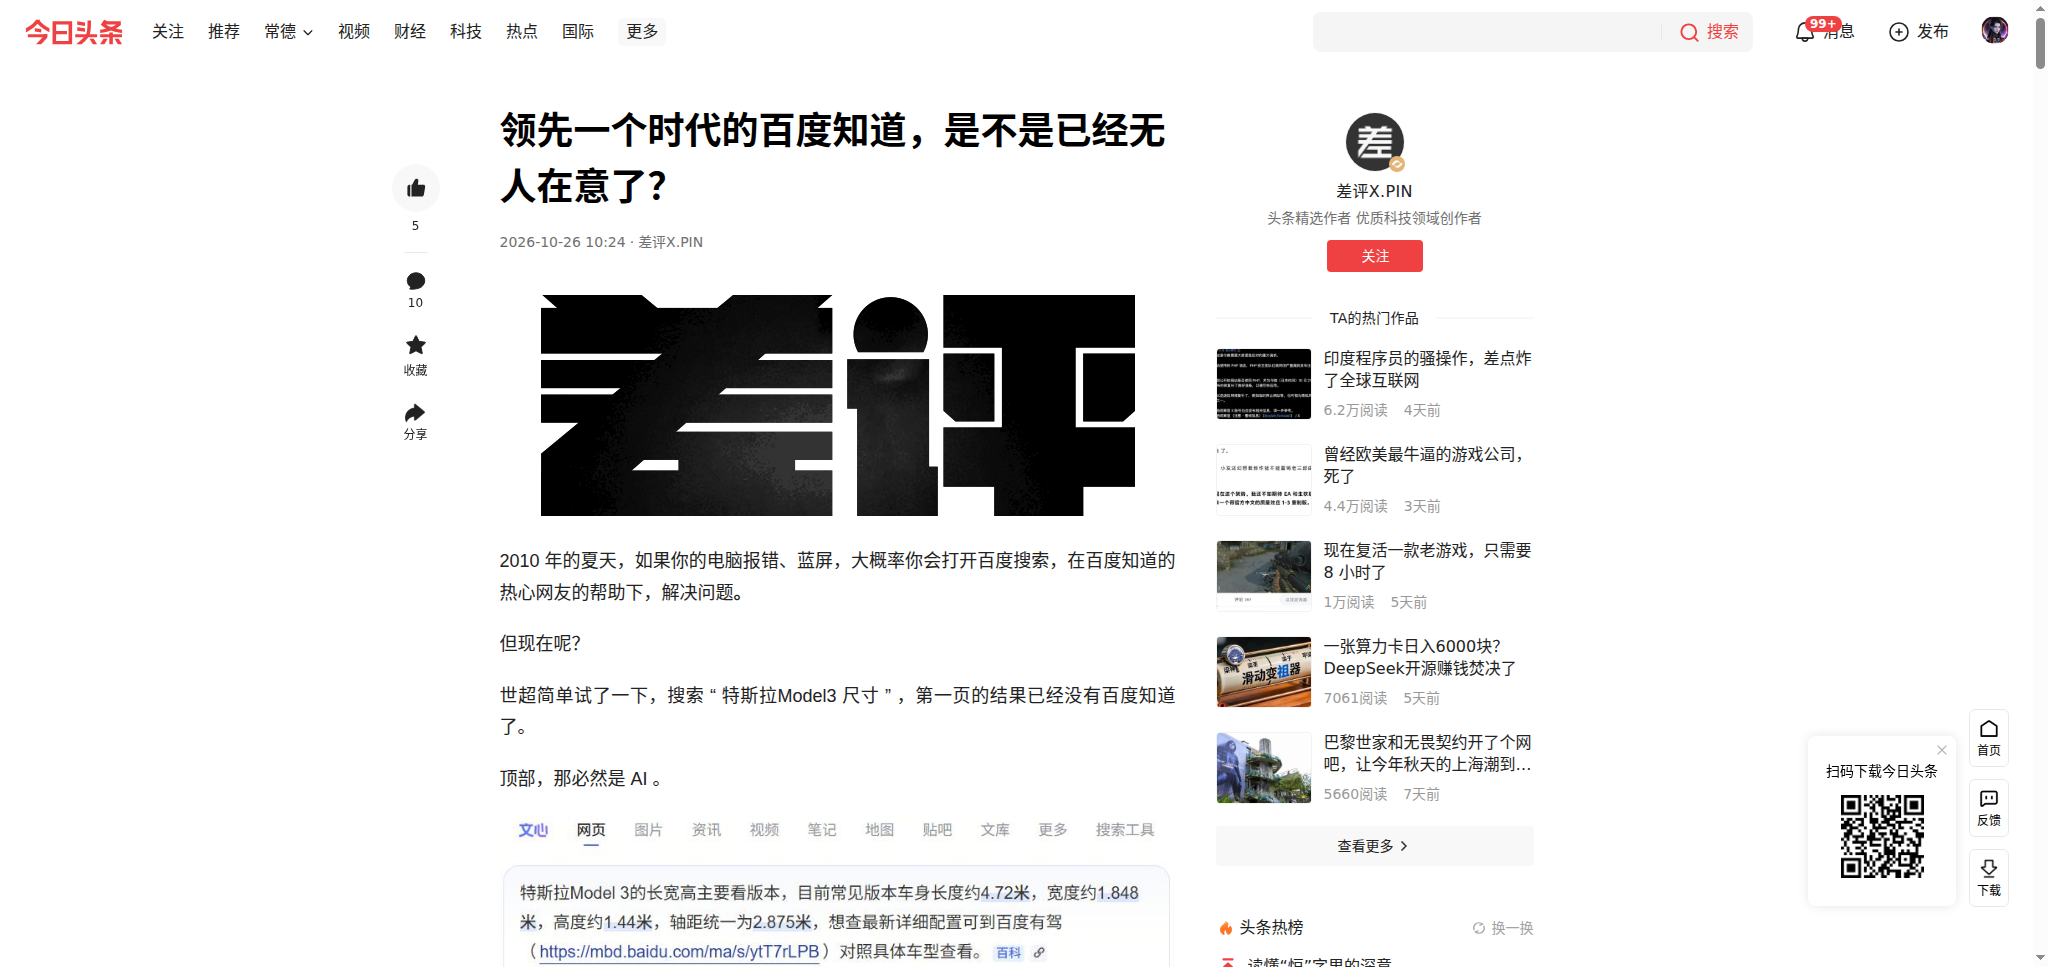 今日头条
关注
推荐
常德
视频
财经
科技
热点
国际
更多
搜索
99+
消息
发布
领先一个时代的百度知道，是不是已经无
人在意了？
2026-10-26 10:24 · 差评X.PIN
5
10
收藏
分享
差评
2010 年的夏天，如果你的电脑报错、蓝屏，大概率你会打开百度搜索，在百度知道的
热心网友的帮助下，解决问题。
但现在呢？
世超简单试了一下，搜索 “ 特斯拉Model3 尺寸 ” ，第一页的结果已经没有百度知道
了。
顶部，那必然是 AI 。
文心
网页
图片
资讯
视频
笔记
地图
贴吧
文库
更多
搜索工具
特斯拉Model 3的长宽高主要看版本，目前常见版本车身长度约4.72米，宽度约1.848
米，高度约1.44米，轴距统一为2.875米，想查最新详细配置可到百度有驾
（https://mbd.baidu.com/ma/s/ytT7rLPB）对照具体车型查看。 百科
差
差评X.PIN
头条精选作者 优质科技领域创作者
关注
TA的热门作品
印度程序员的骚操作，差点炸
了全球互联网
6.2万阅读 4天前
曾经欧美最牛逼的游戏公司，
死了
4.4万阅读 3天前
现在复活一款老游戏，只需要
8 小时了
1万阅读 5天前
滑动变祖器
一张算力卡日入6000块？
DeepSeek开源赚钱焚决了
7061阅读 5天前
巴黎世家和无畏契约开了个网
吧，让今年秋天的上海潮到...
5660阅读 7天前
查看更多
头条热榜
换一换
读懂“恒”字里的深意
扫码下载今日头条
首页
反馈
下载